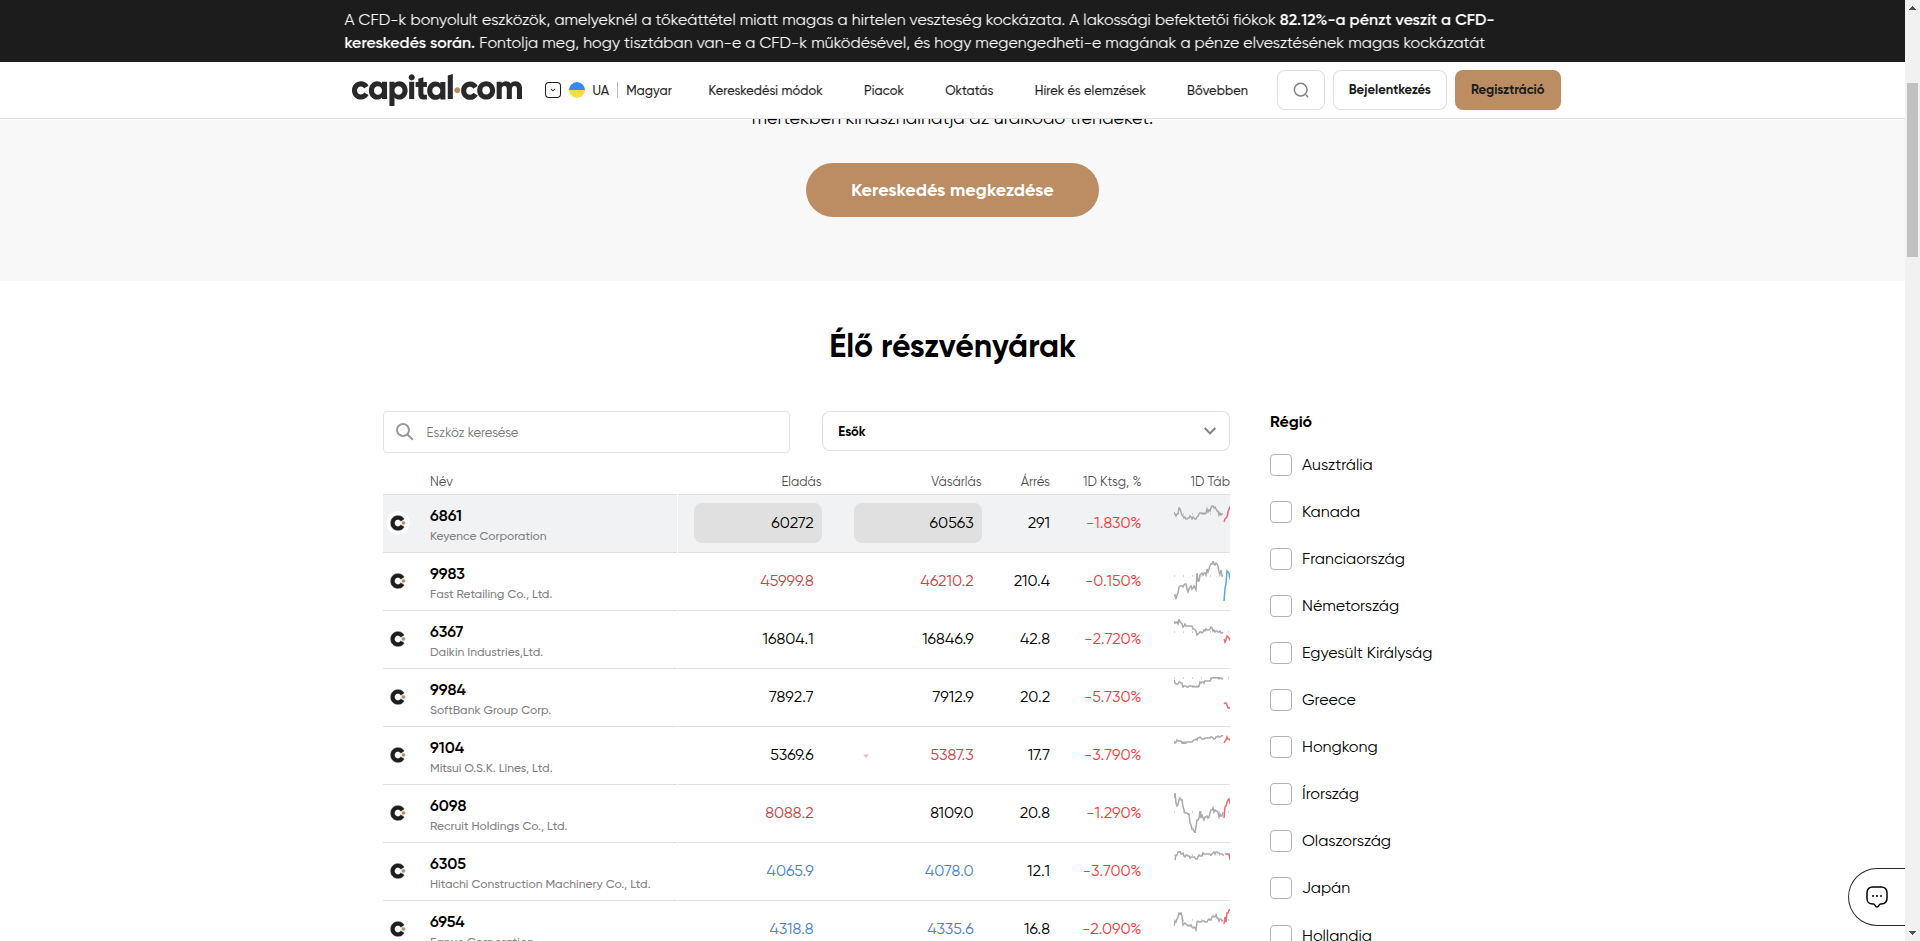 A CFD-k bonyolult eszközök, amelyeknél a tőkeáttétel miatt magas a hirtelen veszteség kockázata. A lakossági befektetői fiókok 82.12%-a pénzt veszít a CFD-
kereskedés során. Fontolja meg, hogy tisztában van-e a CFD-k működésével, és hogy megengedheti-e magának a pénze elvesztésének magas kockázatát
capital.com UA Magyar Kereskedési módok Piacok Oktatás Hírek és elemzések Bővebben Bejelentkezés Regisztráció
mértékben kihasználhatja az uralkodó trendeket.
Kereskedés megkezdése
Élő részvényárak
Eszköz keresése
Esők
Régió
Név Eladás Vásárlás Árrés 1D Ktsg, % 1D Táb
6861 60272 60563 291 -1.830%
Keyence Corporation
9983 45999.8 46210.2 210.4 -0.150%
Fast Retailing Co., Ltd.
6367 16804.1 16846.9 42.8 -2.720%
Daikin Industries,Ltd.
9984 7892.7 7912.9 20.2 -5.730%
SoftBank Group Corp.
9104 5369.6 5387.3 17.7 -3.790%
Mitsui O.S.K. Lines, Ltd.
6098 8088.2 8109.0 20.8 -1.290%
Recruit Holdings Co., Ltd.
6305 4065.9 4078.0 12.1 -3.700%
Hitachi Construction Machinery Co., Ltd.
6954 4318.8 4335.6 16.8 -2.090%
Fanuc Corporation
Ausztrália
Kanada
Franciaország
Németország
Egyesült Királyság
Greece
Hongkong
Írország
Olaszország
Japán
Hollandia